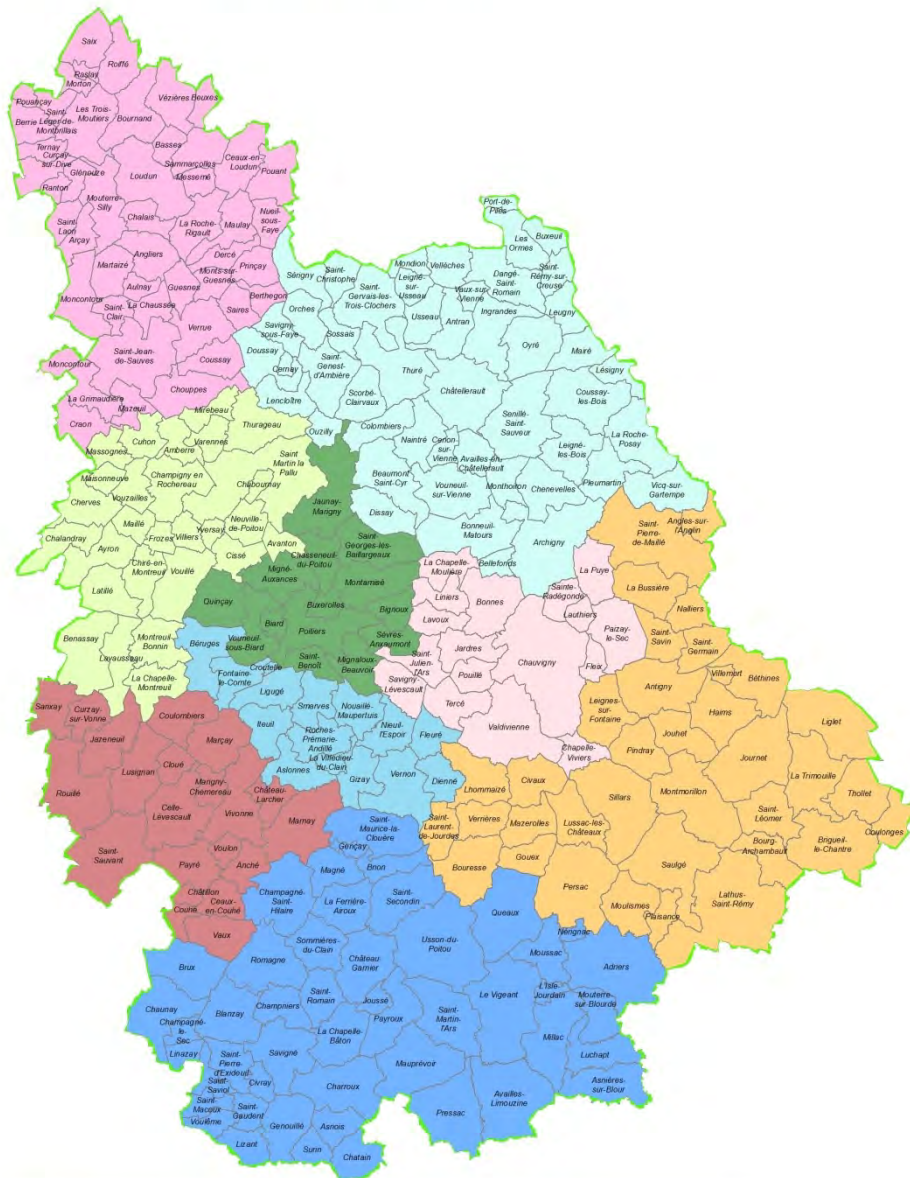 Saix
Roiffé
Raslay
Morton
Pouançay
Vézières
Beuxes
Saint-
Berrie
Léger-de-
Montbrillais
Les Trois-
Moutiers
Bournand
Ternay
Curçay-
sur-Dive
Basses
Sammarçolles
Ceaux-en-
Loudun
Messemé
Pouant
Glénouze
Loudun
Ranton
Mouterre-
Silly
Chalais
La Roche-
Rigault
Maulay
Nueil-
sous-
Faye
Saint-
Laon
Arçay
Angliers
Dercé
Martaizé
Monts-sur-
Guesnes
Prinçay
Aulnay
Guesnes
Berthegon
Moncontour
La Chaussée
Saint-
Clair
Saires
Verrue
Saint-Jean-
de-Sauves
Coussay
Moncontour
Chouppes
La Grimaudière
Mazeuil
Craon
Port-de-
Piles
Les
Ormes
Buxeuil
Mondion
Vellèches
Sérigny
Saint-
Christophe
Leigné-
sur-
Usseau
Dangé-
Saint-
Romain
Saint-
Rémy-sur-
Creuse
Vaux-sur-
Vienne
Saint-
Gervais-les-
Trois-Clochers
Orches
Usseau
Antran
Ingrandes
Leugny
Savigny-
sous-Faye
Sossais
Oyré
Doussay
Mairé
Saint-
Genest-
d'Ambière
Cernay
Thuré
Lésigny
Châtellerault
Coussay-
les-Bois
Lencloître
Scorbé-
Clairvaux
Senillé-
Saint-
Sauveur
Ouzilly
Colombiers
Naintré
Cenon-
sur-
Vienne
Availles-en-
Châtellerault
Leigné-
les-Bois
La Roche-
Posay
Beaumont
Saint-Cyr
Vouneuil-
sur-Vienne
Monthoiron
Chenevelles
Pleumartin
Vicq-sur-
Gartempe
Dissay
Bonneuil-
Matours
Archigny
Bellefonds
Mirebeau
Thurageau
Massognes
Cuhon
Amberre
Varennes
Saint
Martin la
Pallu
Maisonneuve
Champigny en
Rochereau
Chabournay
Cherves
Vouzailles
Chalandray
Maillé
Yversay
Neuville-
de-Poitou
Ayron
Frozes
Villiers
Avanton
Cissé
Chiré-en-
Montreuil
Vouillé
Latillé
Benassay
Montreuil-
Bonnin
Lavausseau
La Chapelle-
Montreuil
Jaunay-
Marigny
Saint-
Georges-lès-
Baillargeaux
Chasseneuil-
du-Poitou
Migné-
Auxances
Montamisé
Quinçay
Buxerolles
Bignoux
Biard
Poitiers
Sèvres-
Anxaumont
Vouneuil-
sous-Biard
Saint-
Benoît
Mignaloux-
Beauvoir
La Chapelle-
Moulière
Sainte-
Radégonde
La Puye
Liniers
Bonnes
Lauthiers
Lavoux
Paizay-
le-Sec
Saint-
Julien-
l'Ars
Jardres
Chauvigny
Fleix
Savigny-
Lévescault
Pouillé
Tercé
Valdivienne
Chapelle-
Viviers
Saint-
Pierre-
de-Maillé
Angles-sur-
l'Anglin
La Bussière
Nalliers
Saint-
Savin
Saint-
Germain
Villemort
Béthines
Antigny
Leignes-
sur-
Fontaine
Haims
Liglet
Jouhet
Pindray
Journet
La Trimouille
Montmorillon
Thollet
Civaux
Sillars
Lhommaizé
Saint-
Léomer
Coulonges
Saint-
Laurent-
de-Jourdes
Verrières
Mazerolles
Lussac-les-
Châteaux
Bourg-
Archambault
Brigueil-
le-Chantre
Gouex
Saulgé
Bouresse
Persac
Lathus-
Saint-Rémy
Moulismes
Plaisance
Béruges
Croutelle
Fontaine-
le-Comte
Ligugé
Smarves
Nouaillé-
Maupertuis
Iteuil
Nieuil-
l'Espoir
Fleuré
Roches-
Prémarie-
Andillé
La Villedieu-
du-Clain
Aslonnes
Gizay
Vernon
Dienné
Sanxay
Curzay-
sur-Vonne
Coulombiers
Jazeneuil
Marçay
Lusignan
Cloué
Marigny-
Chemereau
Château-
Larcher
Rouillé
Celle-
Lévescault
Vivonne
Marnay
Saint-
Sauvant
Voulon
Payré
Anché
Châtillon
Ceaux-
en-Couhé
Couhé
Vaux
Saint-
Maurice-la-
Clouère
Gençay
Magné
Brion
Champagné-
Saint-
Hilaire
La Ferrière-
Airoux
Saint-
Secondin
Queaux
Nérignac
Sommières-
du-Clain
Usson-du-
Poitou
Moussac
Romagne
Château
Garnier
Adriers
Brux
L'Isle-
Jourdain
Le Vigeant
Mouterre-
sur-Blourde
Chaunay
Blanzay
Champniers
Saint-
Romain
Joussé
Payroux
Saint-
Martin-
l'Ars
Champagné-
le-
Sec
La Chapelle-
Bâton
Millac
Linazay
Saint-
Pierre-
d'Exideuil
Savigné
Mauprévoir
Luchapt
Saint-
Saviol
Civray
Charroux
Availles-
Limouzine
Asnières-
sur-Blour
Saint-
Macoux
Saint-
Gaudent
Pressac
Voulême
Genouillé
Asnois
Lizant
Surin
Chatain